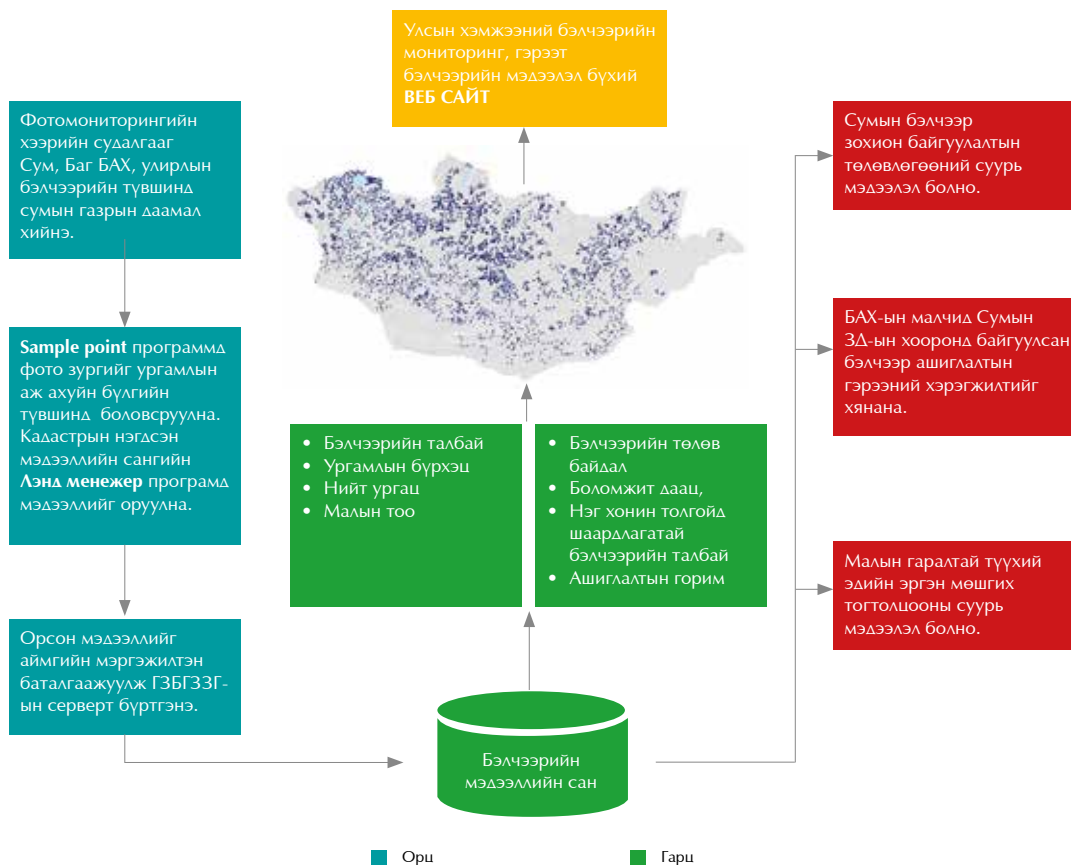 Улсын хэмжээний бэлчээрийн
мониторинг, гэрээт
бэлчээрийн мэдээлэл бүхий
ВЕБ САЙТ
Фотомониторингийн
хээрийн судалгааг
Сум, Баг БАХ, улирлын
бэлчээрийн түвшинд
сумын газрын даамал
хийнэ.
Sample point программд
фото зургийг ургамлын
аж ахуйн бүлгийн
түвшинд боловсруулна.
Кадастрын нэгдсэн
мэдээллийн сангийн
Лэнд менежер програмд
мэдээллийг оруулна.
Орсон мэдээллийг
аймгийн мэргэжилтэн
баталгаажуулж ГЗБГЗЗГ-
ын серверт бүртгэнэ.
• Бэлчээрийн талбай
• Ургамлын бүрхэц
• Нийт ургац
• Малын тоо
• Бэлчээрийн төлөв
байдал
• Боломжит даац,
• Нэг хонин толгойд
шаардлагатай
бэлчээрийн талбай
• Ашиглалтын горим
Бэлчээрийн
мэдээллийн сан
Сумын бэлчээр
зохион байгуулалтын
төлөвлөгөөний суурь
мэдээлэл болно.
БАХ-ын малчид Сумын
ЗД-ын хооронд байгуулсан
бэлчээр ашиглалтын
гэрээний хэрэгжилтийг
хянана.
Малын гаралтай түүхий
эдийн эргэн мөшгих
тогтолцооны суурь
мэдээлэл болно.
Орц
Гарц